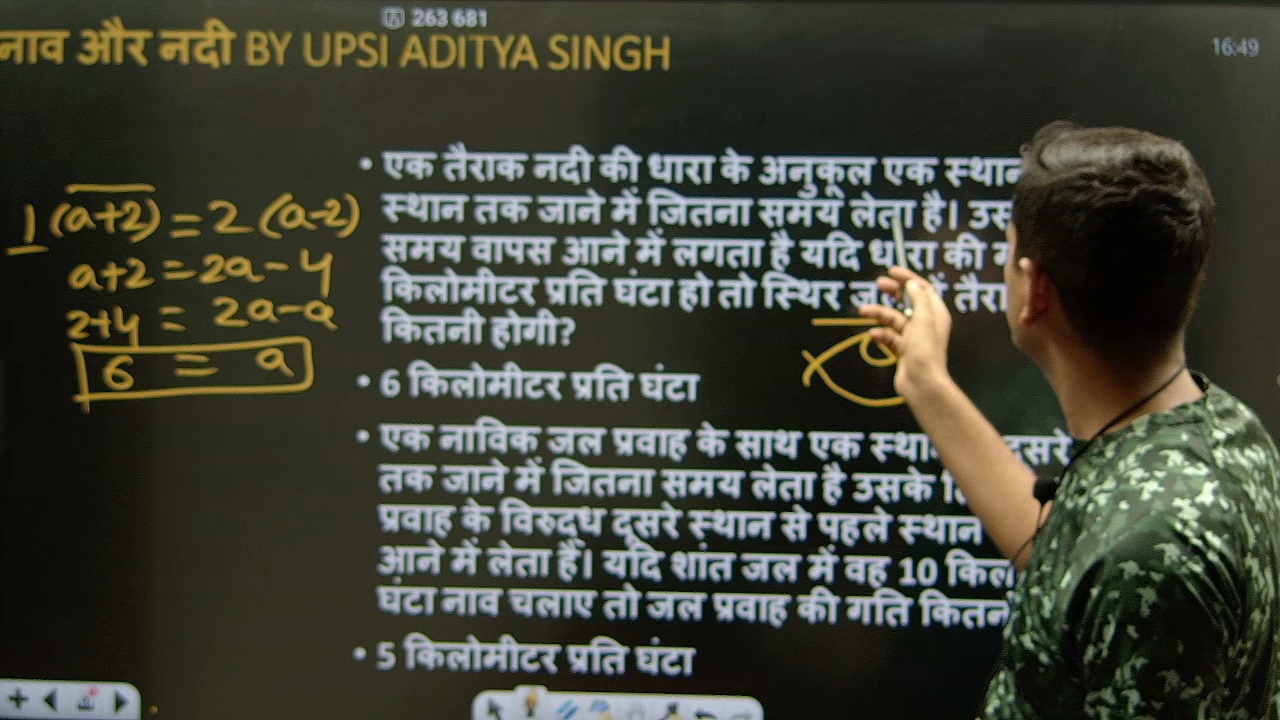 263 681
नाव और नदी BY UPSI ADITYA SINGH
16:49
1 (a+2) = 2 (a-2)
a+2 = 2a-4
2+4 = 2a-a
6 = a
• एक तैराक नदी की धारा के अनुकूल एक स्थान
स्थान तक जाने में जितना समय लेता है। उस
समय वापस आने में लगता है यदि धारा की
किलोमीटर प्रति घंटा हो तो स्थिर
कितनी होगी?
• 6 किलोमीटर प्रति घंटा
• एक नाविक जल प्रवाह के साथ एक दूसरे
तक जाने में जितना समय लेता है उसके
प्रवाह के विरुद्ध दूसरे स्थान से पहले स्थान
आने में लेता है। यदि शांत जल में वह 10
घंटा नाव चलाए तो जल प्रवाह की गति
• 5 किलोमीटर प्रति घंटा